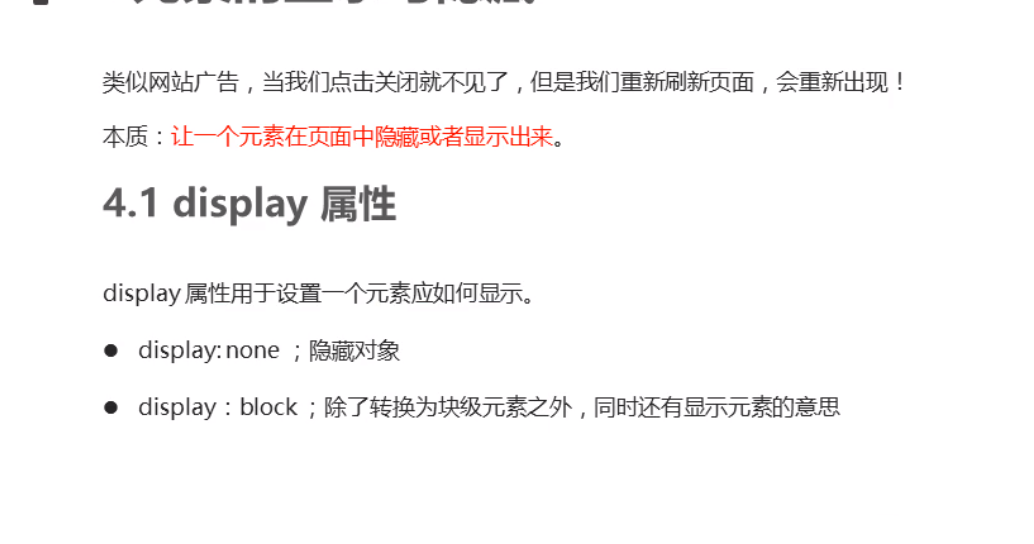 类似网站广告，当我们点击关闭就不见了，但是我们重新刷新页面，会重新出现！
本质：让一个元素在页面中隐藏或者显示出来。
4.1 display 属性
display 属性用于设置一个元素应如何显示。
● display: none ；隐藏对象
● display：block ；除了转换为块级元素之外，同时还有显示元素的意思